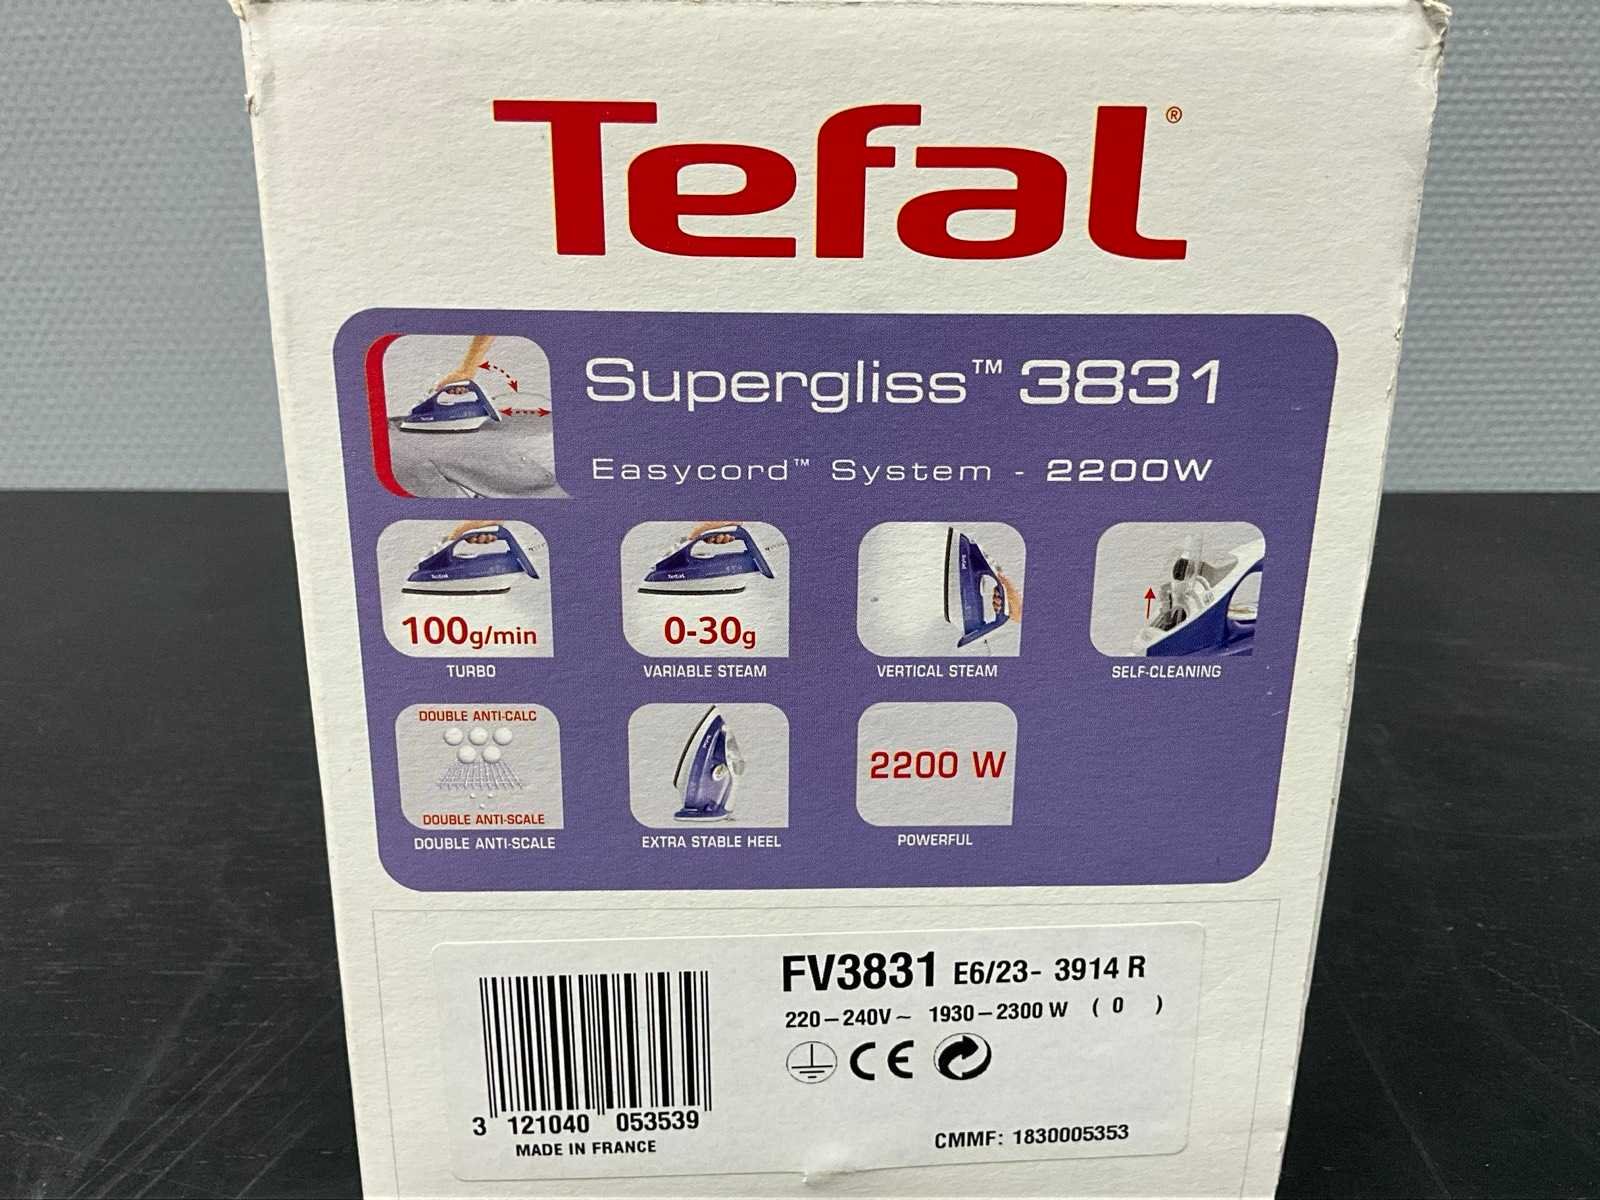 Tefal®
Supergliss™ 3831
Easycord™ System - 2200W
100g/min
TURBO
0-30g
VARIABLE STEAM
VERTICAL STEAM
SELF-CLEANING
DOUBLE ANTI-CALC
DOUBLE ANTI-SCALE
DOUBLE ANTI-SCALE
EXTRA STABLE HEEL
2200 W
POWERFUL
FV3831 E6/23- 3914 R
220–240V~ 1930–2300 W ( 0 )
CE
3 121040 053539
MADE IN FRANCE
CMMF: 1830005353